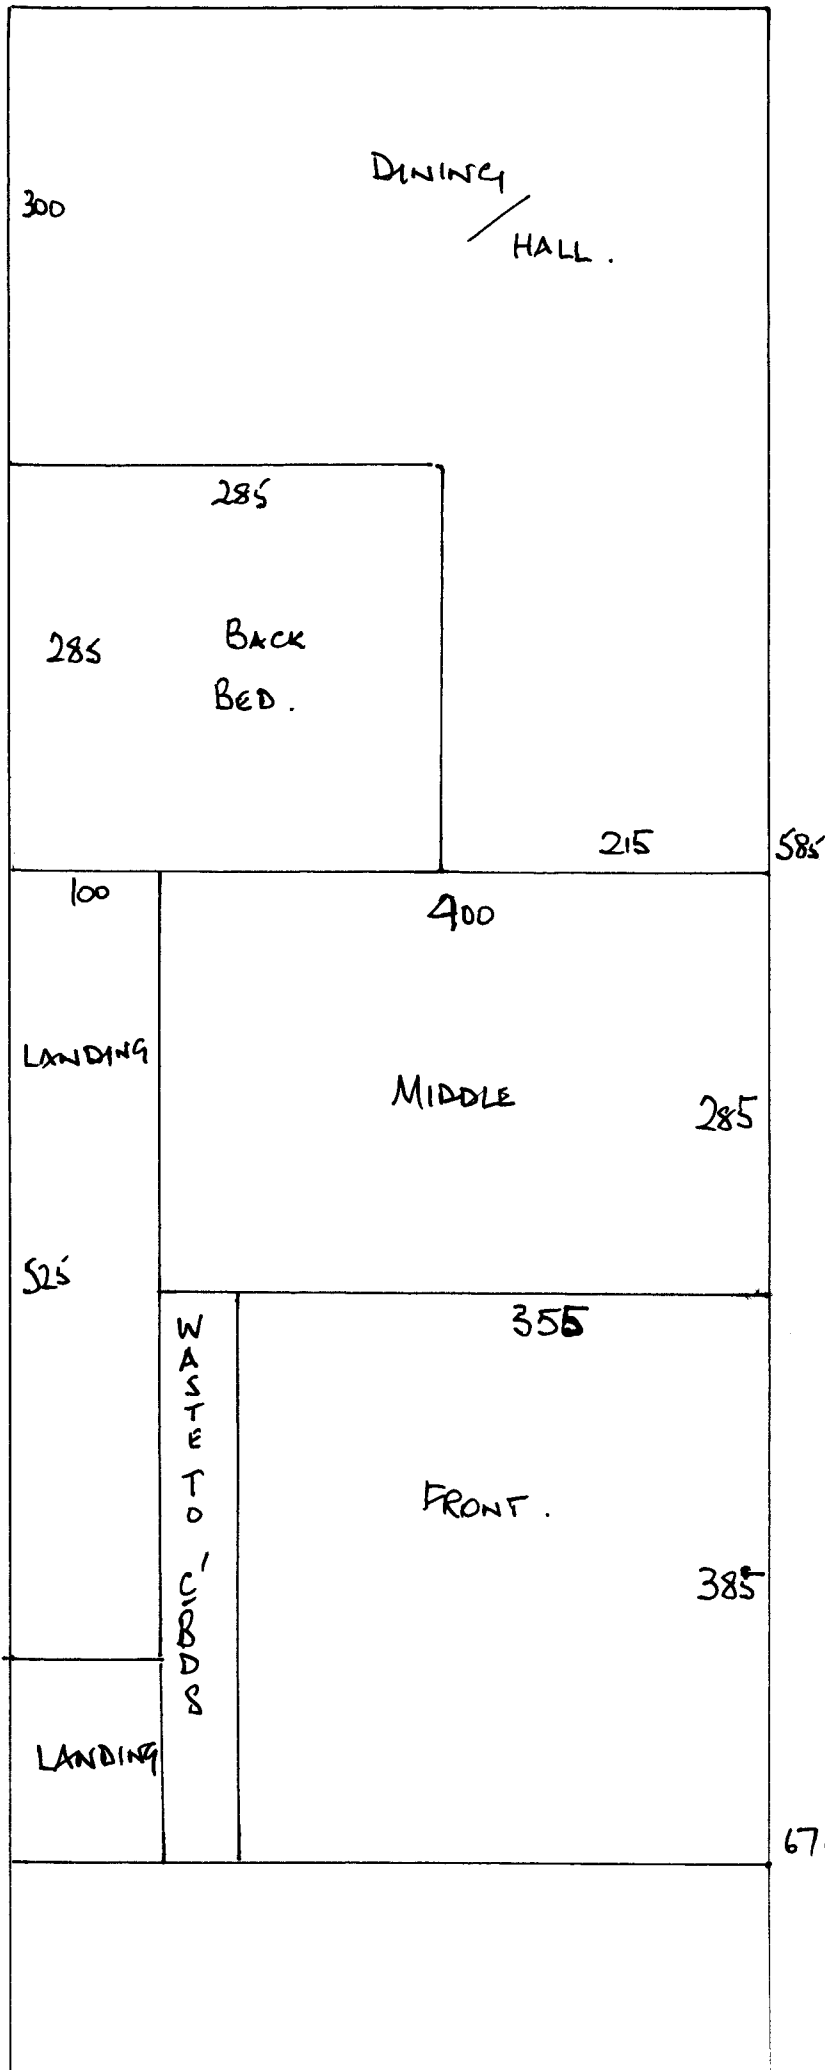 DINING
/
HALL.
300
285
285
BACK
BED.
215
585
100
400
LANDING
MIDDLE
285
525
355
WASTE TO C'BDS
FRONT.
385
LANDING
67